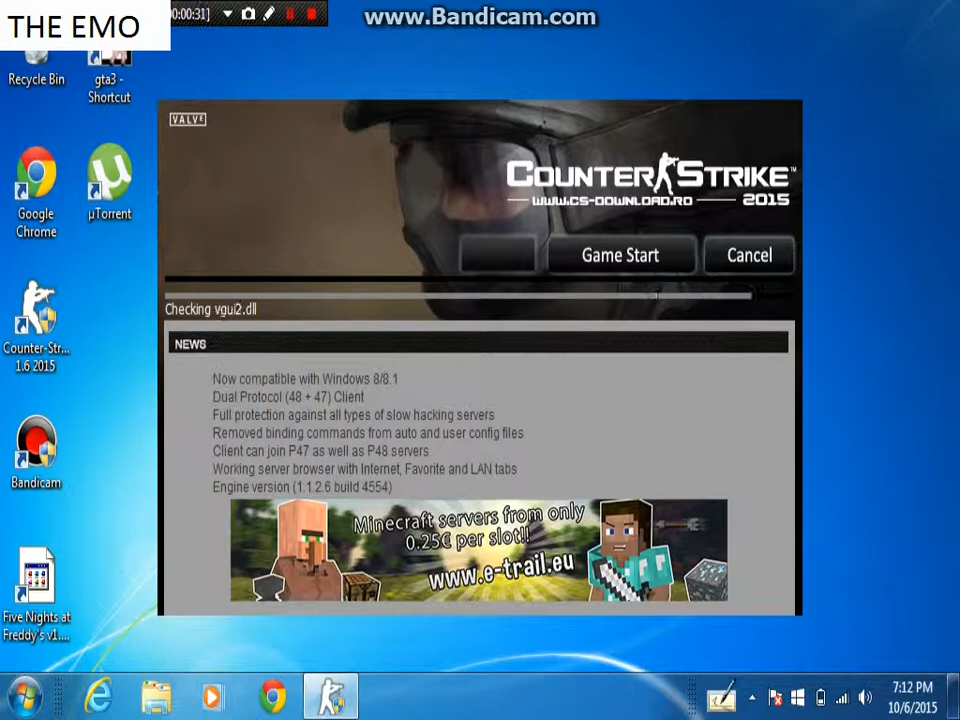 THE EMO
00:00:31]
www.Bandicam.com
Recycle Bin
gta3 -
Shortcut
Google
Chrome
µTorrent
Counter-Str...
1.6 2015
Bandicam
Five Nights at
Freddy's v1....
VALVE
COUNTER STRIKE™
WWW.CS-DOWNLOAD.RO 2015
Game Start
Cancel
Checking vgui2.dll
NEWS
Now compatible with Windows 8/8.1
Dual Protocol (48 + 47) Client
Full protection against all types of slow hacking servers
Removed binding commands from auto and user config files
Client can join P47 as well as P48 servers
Working server browser with Internet, Favorite and LAN tabs
Engine version (1.1.2.6 build 4554)
Minecraft servers from only
0.25€ per slot!!
www.e-trail.eu
7:12 PM
10/6/2015